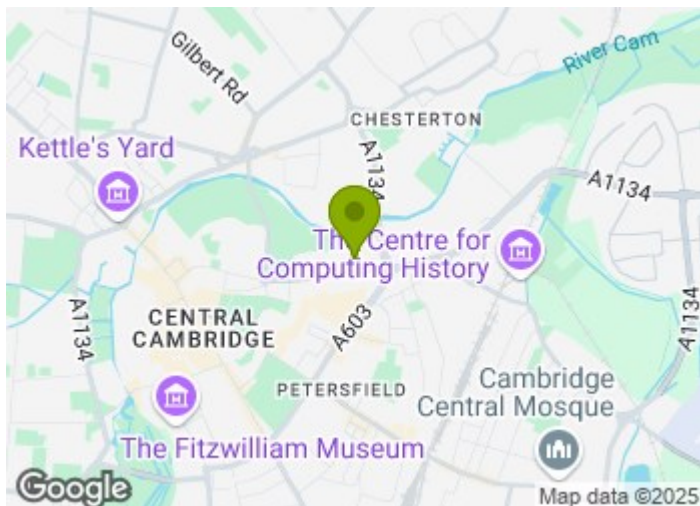 Gilbert Rd
River Cam
CHESTERTON
Kettle's Yard
A1134
A1134
The Centre for
Computing History
A1134
CENTRAL
CAMBRIDGE
A603
A1134
PETERSFIELD
Cambridge
Central Mosque
The Fitzwilliam Museum
Google
Map data ©2025